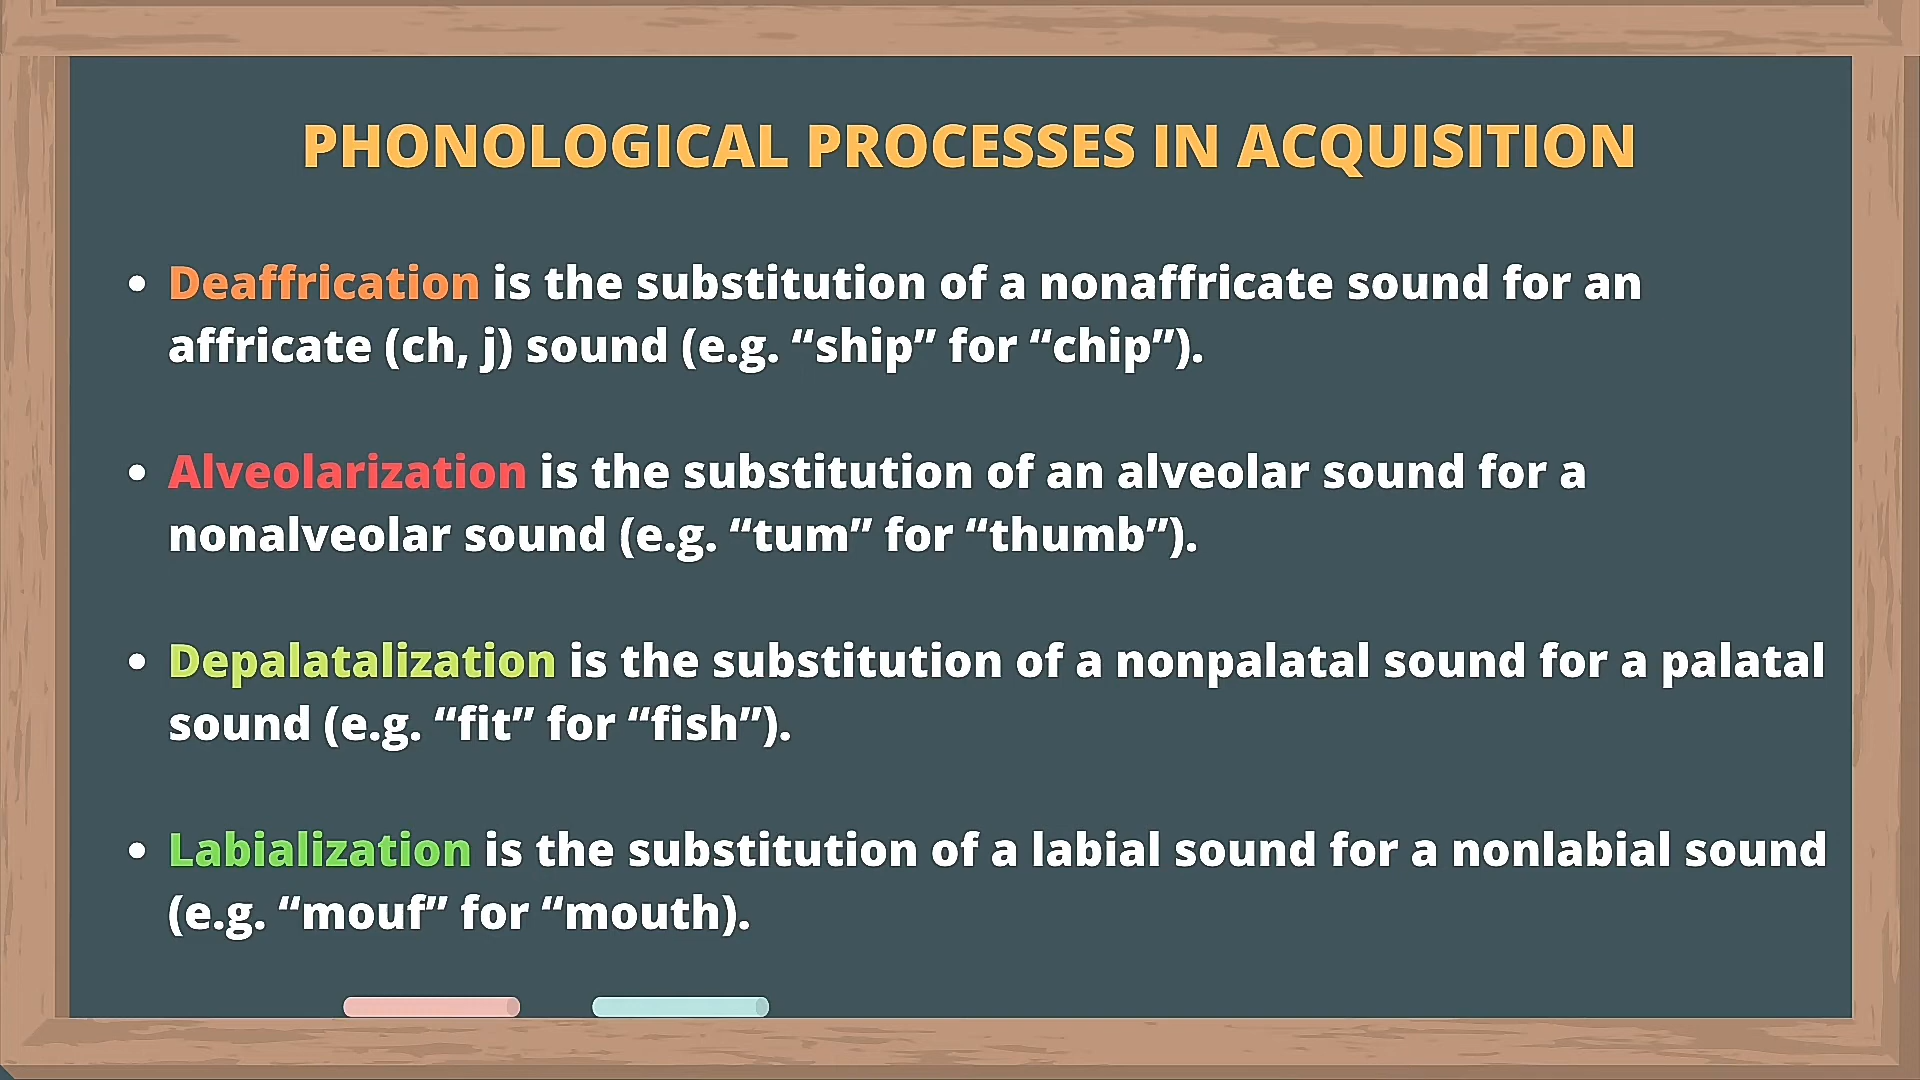 PHONOLOGICAL PROCESSES IN ACQUISITION
• Deaffrication is the substitution of a nonaffricate sound for an
affricate (ch, j) sound (e.g. “ship” for “chip”).
• Alveolarization is the substitution of an alveolar sound for a
nonalveolar sound (e.g. “tum” for “thumb”).
• Depalatalization is the substitution of a nonpalatal sound for a palatal
sound (e.g. “fit” for “fish”).
• Labialization is the substitution of a labial sound for a nonlabial sound
(e.g. “mouf” for “mouth).